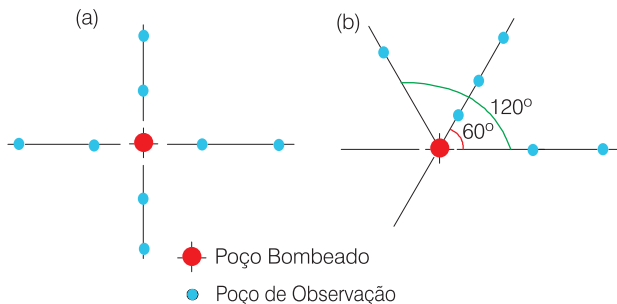 (a)
(b)
120º
60º
Poço Bombeado
Poço de Observação